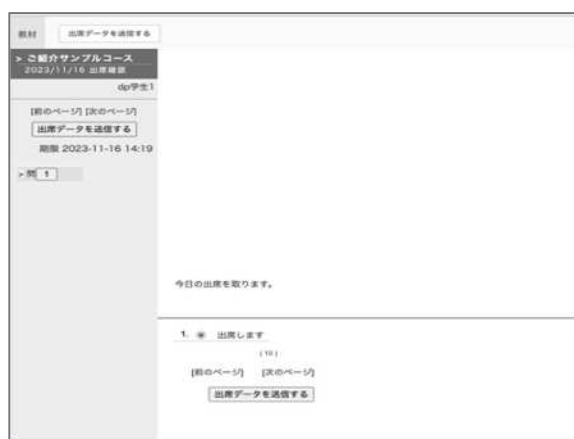 教材 出席データを送信する
> ご紹介サンプルコース
2023/11/16 出席確認
dp学生1
[前のページ] [次のページ]
出席データを送信する
期限 2023-11-16 14:19
> 問 1
今日の出席を取ります。
1. 出席します
(10)
[前のページ] [次のページ]
出席データを送信する